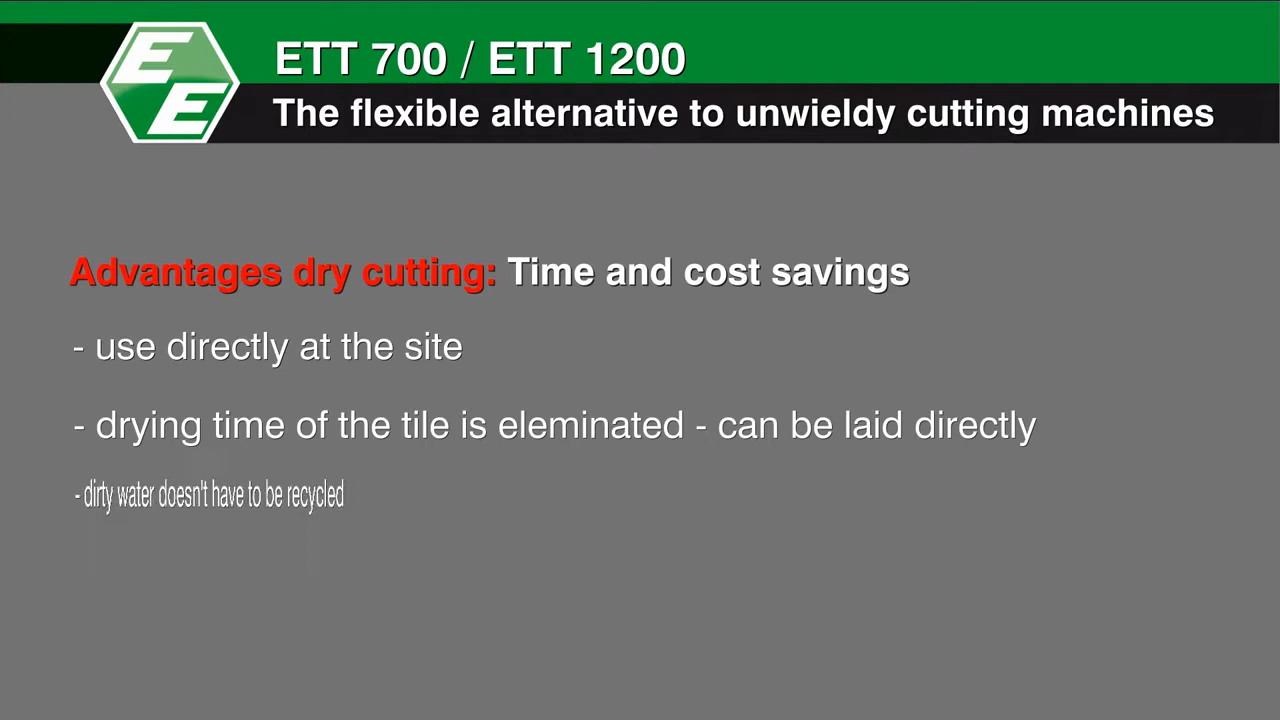 EE
ETT 700 / ETT 1200
The flexible alternative to unwieldy cutting machines
Advantages dry cutting: Time and cost savings
- use directly at the site
- drying time of the tile is eleminated - can be laid directly
- dirty water doesn't have to be recycled